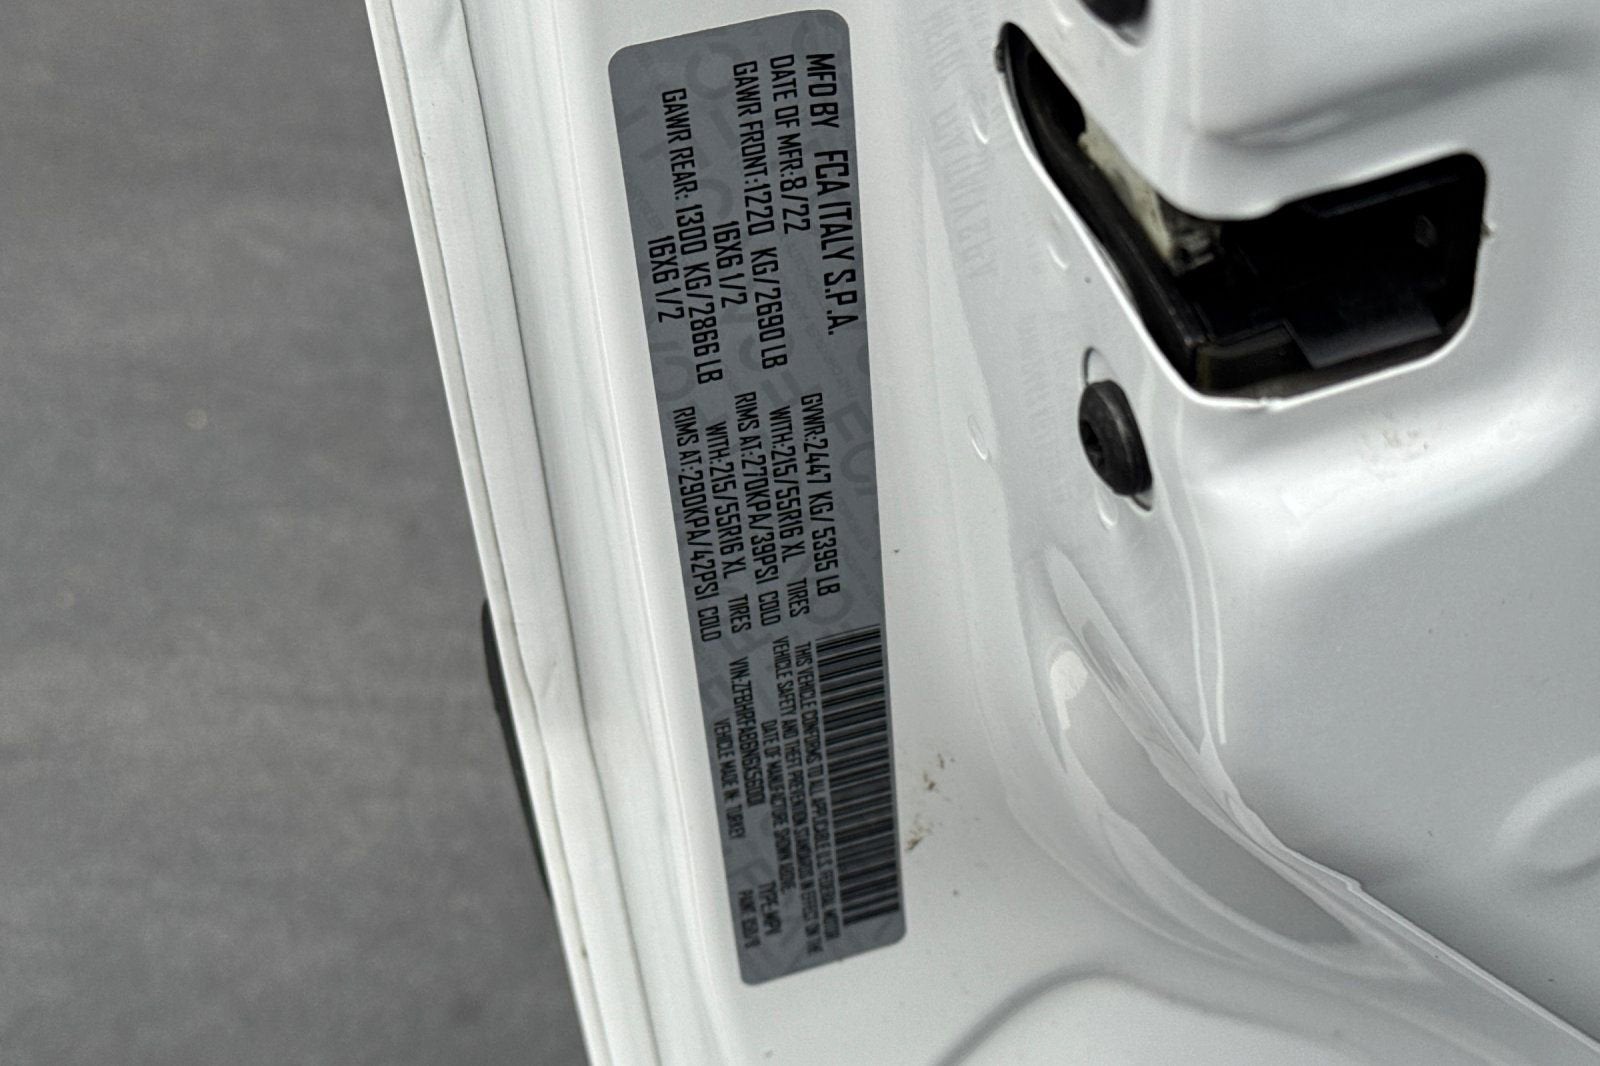 MFD BY FCA ITALY S.P.A. GVWR:2447 KG/ 5395 LB
DATE OF MFR:8/22 WITH:215/55R16 XL TIRES
GAWR FRONT:1220 KG/2690 LB RIMS AT:270KPA/39PSI COLD
16X6 1/2 WITH:215/55R16 XL TIRES
GAWR REAR: 1300 KG/2866 LB RIMS AT:290KPA/42PSI COLD
16X6 1/2
THIS VEHICLE CONFORMS TO ALL APPLICABLE U.S. FEDERAL MOTOR
VEHICLE SAFETY AND THEFT PREVENTION STANDARDS IN EFFECT ON THE
DATE OF MANUFACTURE SHOWN ABOVE.
VIN:ZFBHRFAB6N6X56001 TYPE:MPV
VEHICLE MADE IN: TURKEY PAINT: